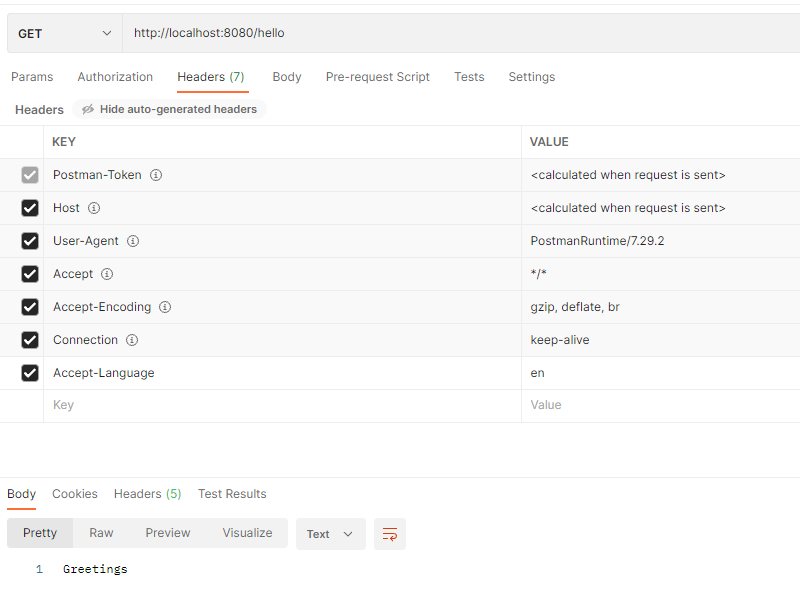 GET http://localhost:8080/hello
Params Authorization Headers (7) Body Pre-request Script Tests Settings
Headers Hide auto-generated headers
KEY VALUE
Postman-Token <calculated when request is sent>
Host <calculated when request is sent>
User-Agent PostmanRuntime/7.29.2
Accept */*
Accept-Encoding gzip, deflate, br
Connection keep-alive
Accept-Language en
Key Value
Body Cookies Headers (5) Test Results
Pretty Raw Preview Visualize Text
1 Greetings